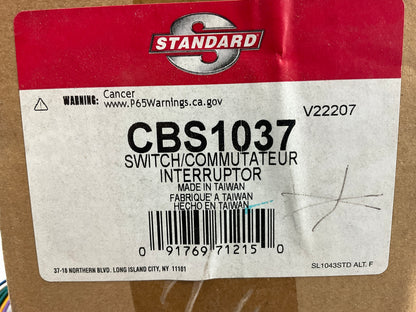 STANDARD
WARNING: Cancer
www.P65Warnings.ca.gov
V22207
CBS1037
SWITCH/COMMUTATEUR
INTERRUPTOR
MADE IN TAIWAN
FABRIQUE' A TAIWAN
HECHO EN TAIWAN
0 91769 71215 0
37-18 NORTHERN BLVD. LONG ISLAND CITY, NY 11101
SL1043STD ALT. F